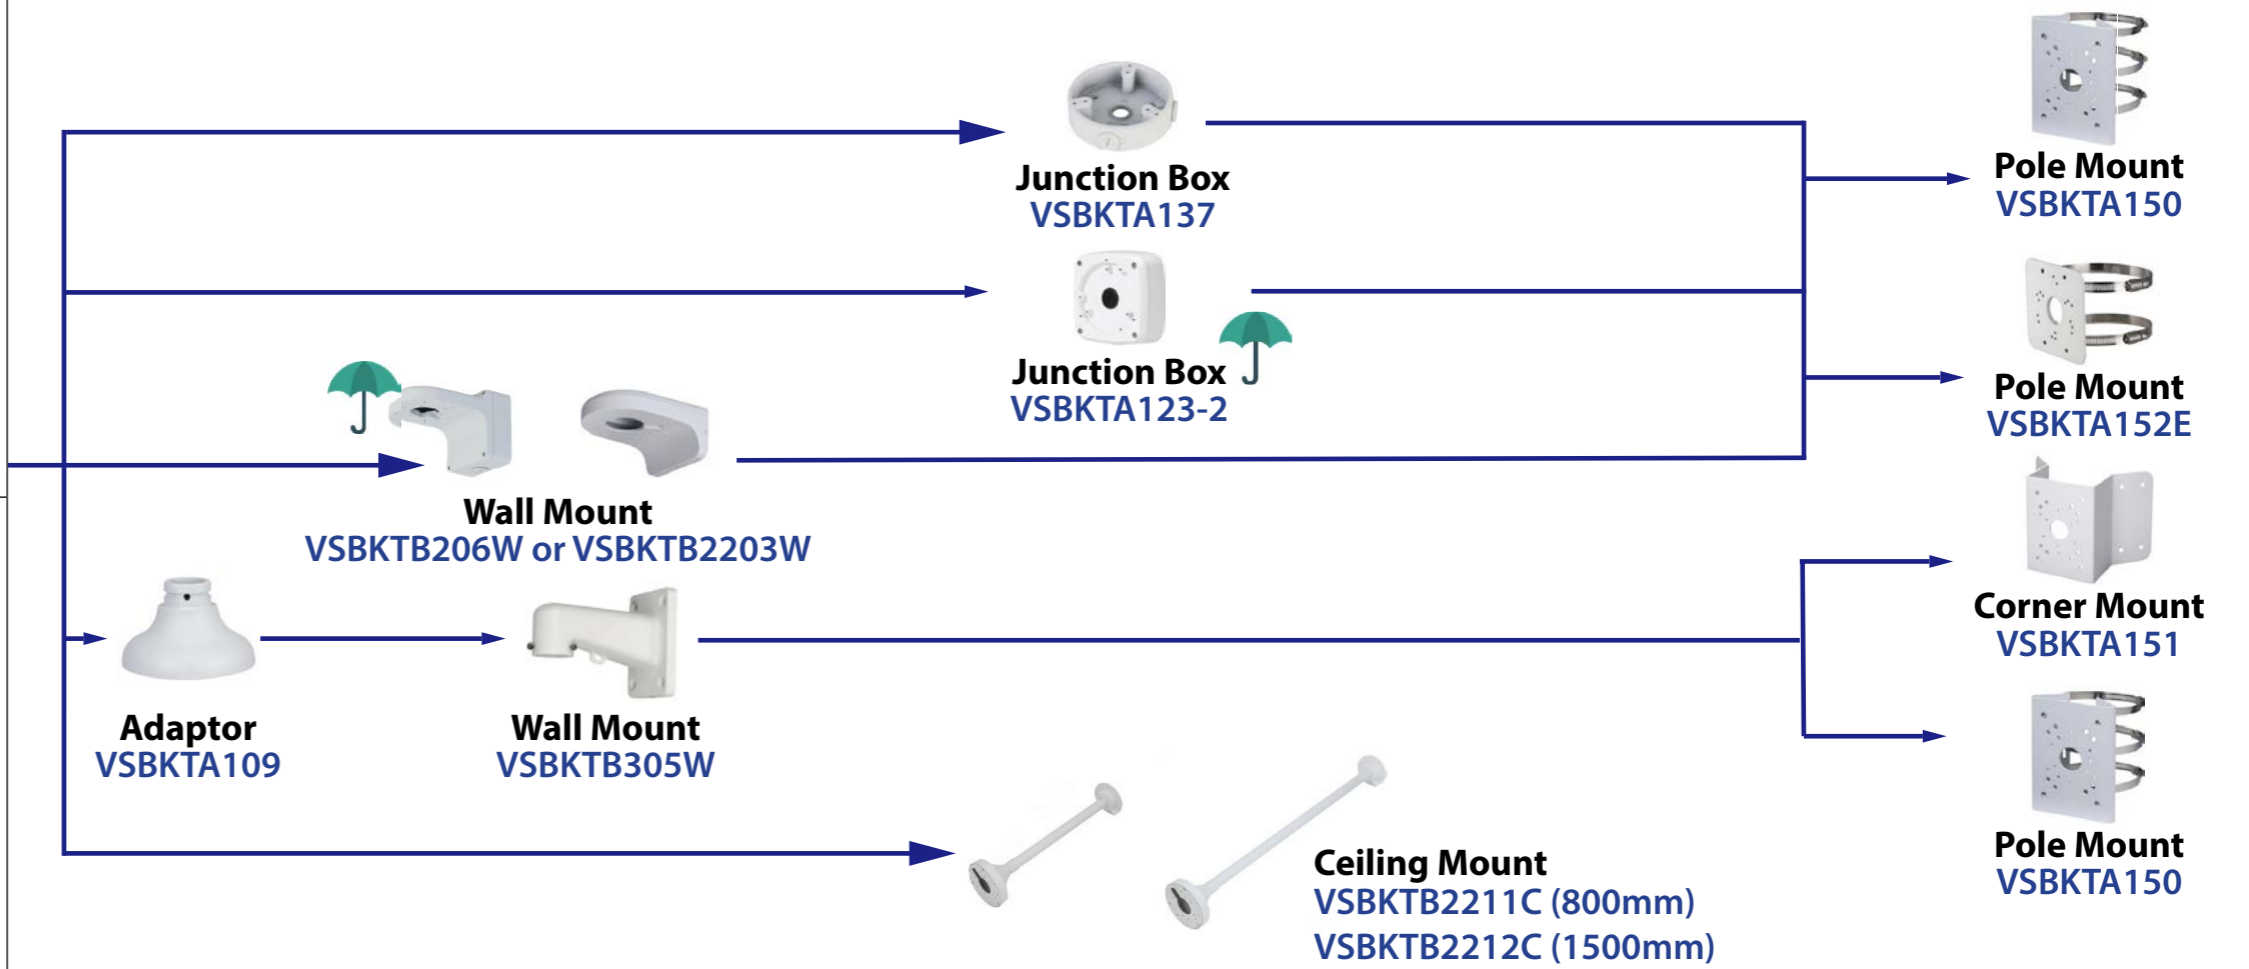 Junction Box
VSBKTA137
Pole Mount
VSBKTA150
Junction Box
VSBKTA123-2
Pole Mount
VSBKTA152E
Wall Mount
VSBKTB206W or VSBKTB2203W
Corner Mount
VSBKTA151
Adaptor
VSBKTA109
Wall Mount
VSBKTB305W
Pole Mount
VSBKTA150
Ceiling Mount
VSBKTB2211C (800mm)
VSBKTB2212C (1500mm)